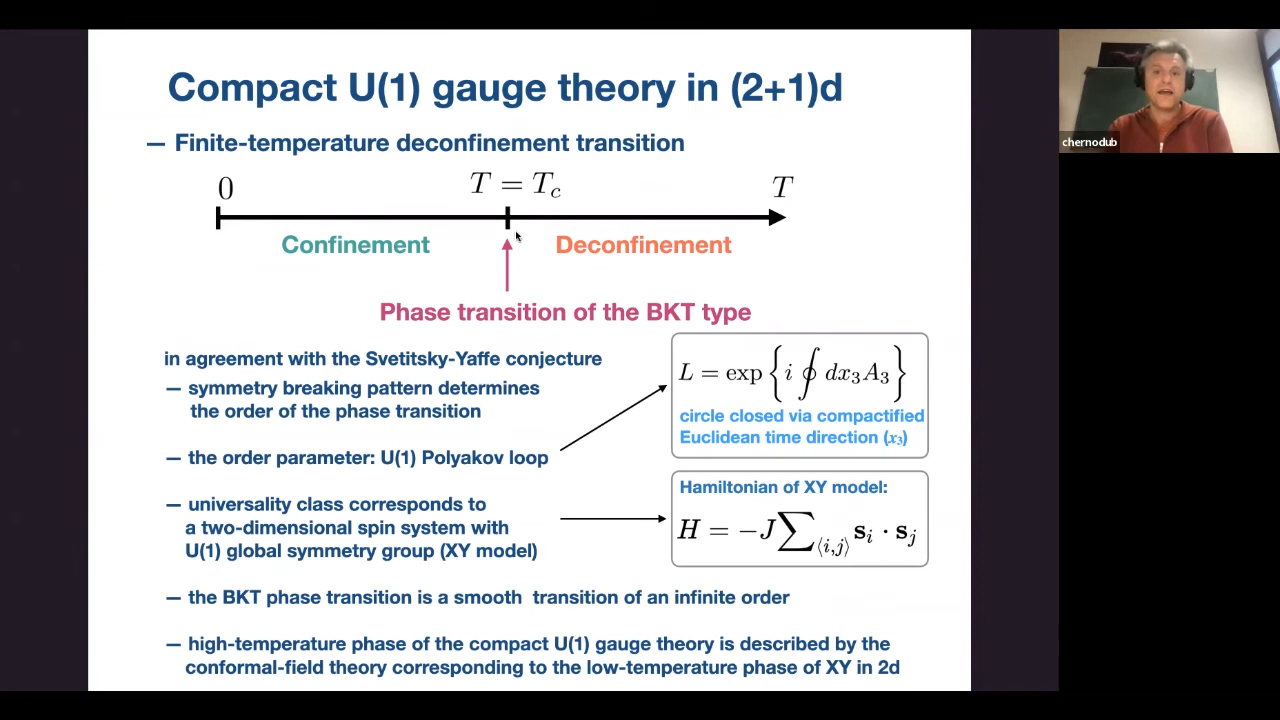 Compact U(1) gauge theory in (2+1)d
— Finite-temperature deconfinement transition
0
T = T_c
T
Confinement
Deconfinement
Phase transition of the BKT type
in agreement with the Svetitsky-Yaffe conjecture
— symmetry breaking pattern determines
the order of the phase transition
— the order parameter: U(1) Polyakov loop
— universality class corresponds to
a two-dimensional spin system with
U(1) global symmetry group (XY model)
— the BKT phase transition is a smooth transition of an infinite order
— high-temperature phase of the compact U(1) gauge theory is described by the
conformal-field theory corresponding to the low-temperature phase of XY in 2d
L = exp { i ∮ dx₃A₃ }
circle closed via compactified
Euclidean time direction (x₃)
Hamiltonian of XY model:
H = −J ∑_⟨i,j⟩ s_i · s_j
chernodub